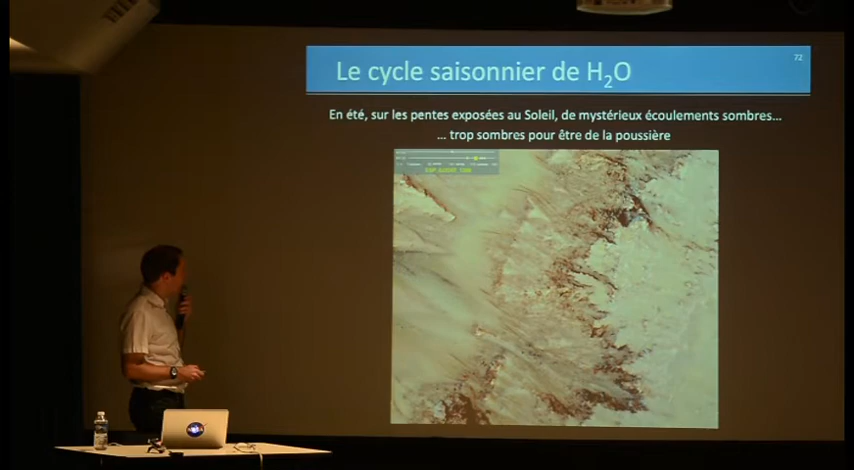 72
Le cycle saisonnier de H₂O
En été, sur les pentes exposées au Soleil, de mystérieux écoulements sombres...
... trop sombres pour être de la poussière